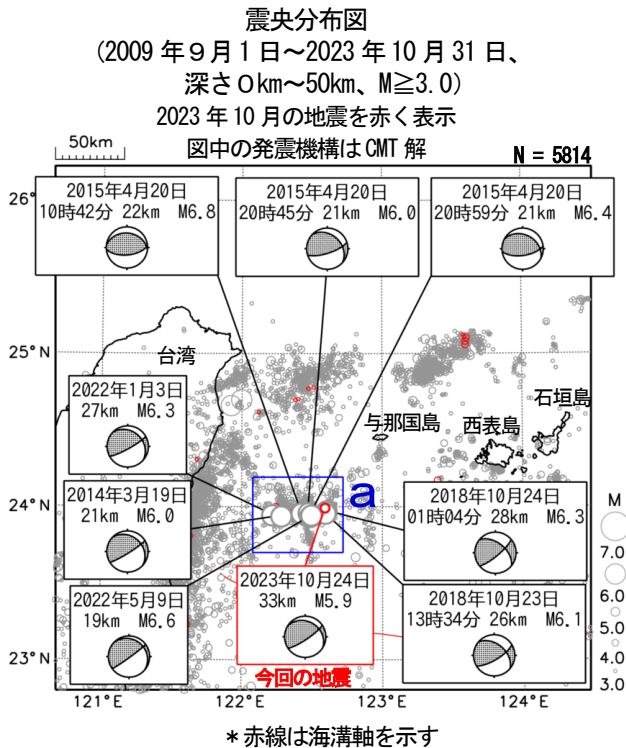 震央分布図
(2009年9月1日~2023年10月31日、
深さ0km~50km、M≧3.0)
2023年10月の地震を赤く表示
図中の発震機構はCMT解
50km
N = 5814
26°
2015年4月20日
10時42分 22km M6.8
2015年4月20日
20時45分 21km M6.0
2015年4月20日
20時59分 21km M6.4
25°N
台湾
2022年1月3日
27km M6.3
与那国島
西表島
石垣島
24°N
a
2014年3月19日
21km M6.0
2018年10月24日
01時04分 28km M6.3
M
7.0
6.0
5.0
4.0
3.0
2022年5月9日
19km M6.6
2023年10月24日
33km M5.9
今回の地震
2018年10月23日
13時34分 26km M6.1
23°N
121°E
122°E
123°E
124°E
*赤線は海溝軸を示す